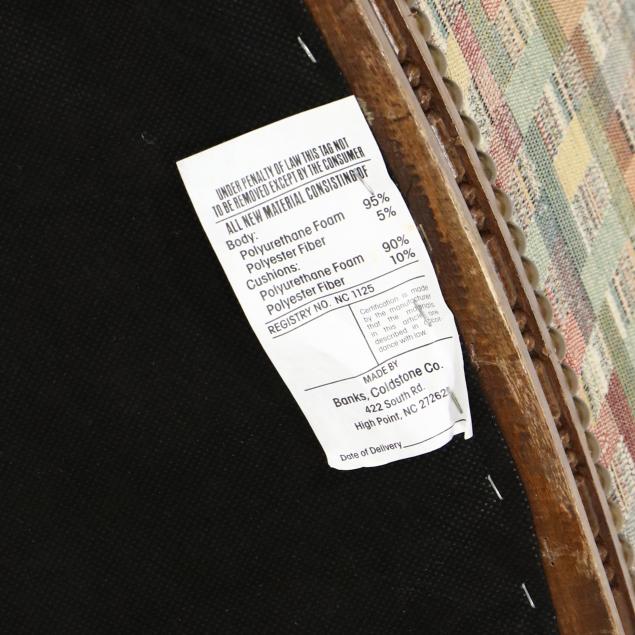 UNDER PENALTY OF LAW THIS TAG NOT
TO BE REMOVED EXCEPT BY THE CONSUMER
ALL NEW MATERIAL CONSISTING OF
Body:
Polyurethane Foam 95%
Polyester Fiber 5%
Cushions:
Polyurethane Foam 90%
Polyester Fiber 10%
REGISTRY NO. NC 1125
Certification is made
by the manufacturer
that the materials
in this article are
described in accor-
dance with law.
MADE BY
Banks, Coldstone Co.
422 South Rd.
High Point, NC 27262
Date of Delivery